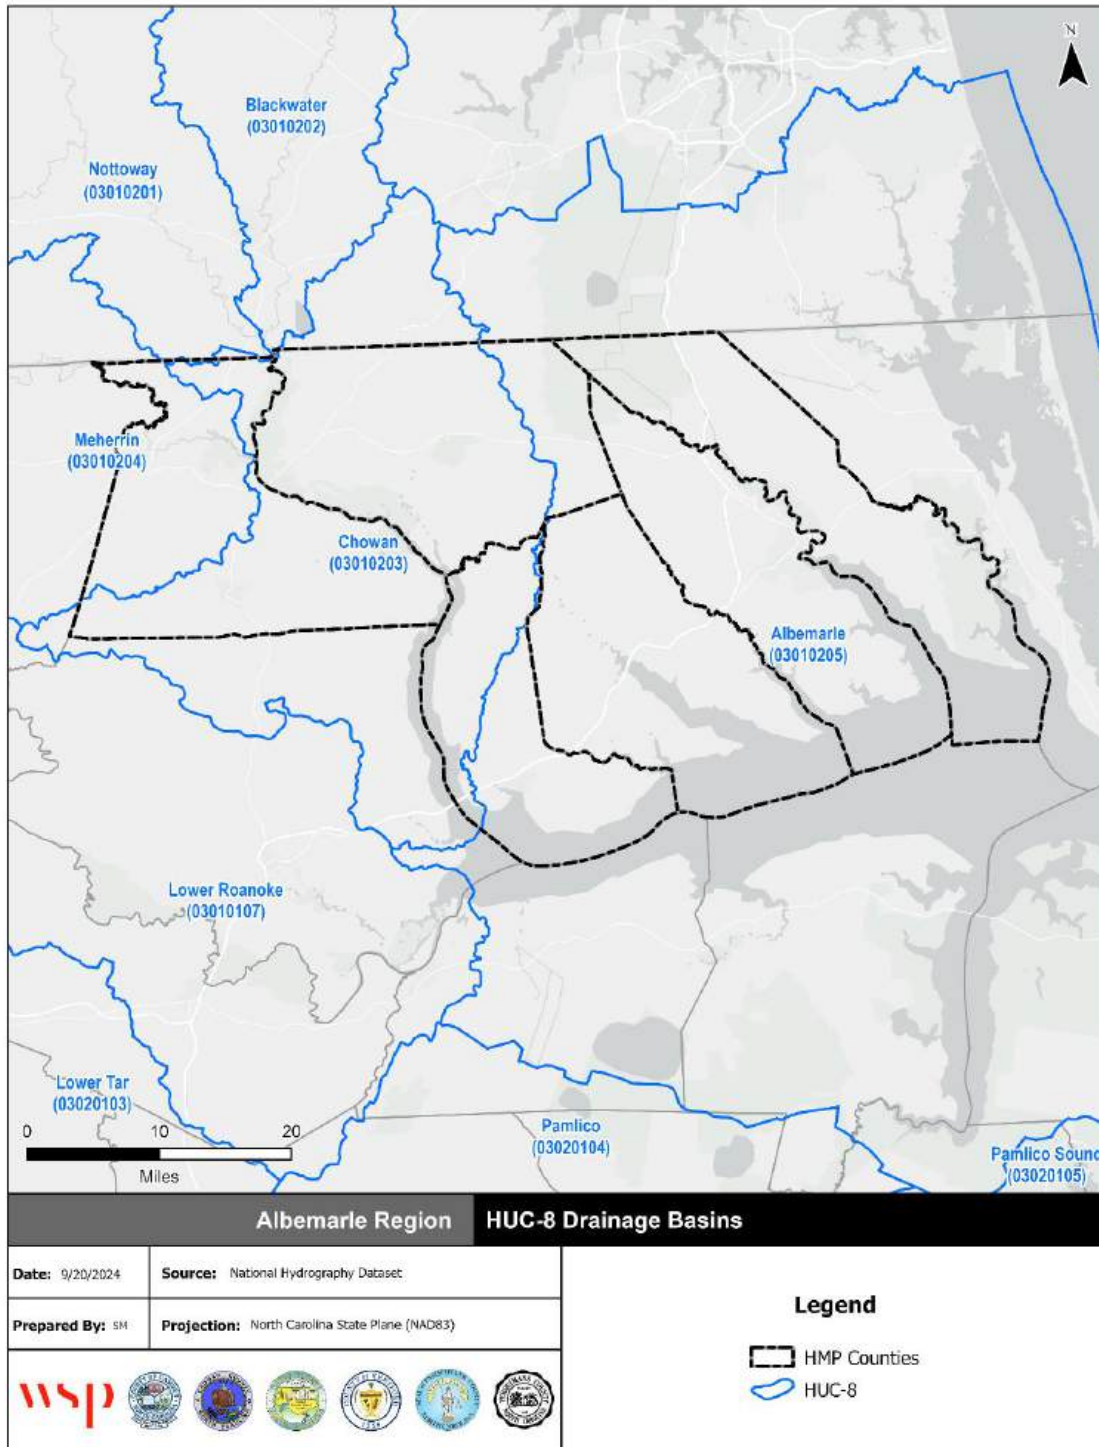 N
Blackwater
(03010202)
Nottoway
(03010201)
Meherrin
(03010204)
Chowan
(03010203)
Albemarle
(03010205)
Lower Roanoke
(03010107)
Lower Tar
(03020103)
Pamlico
(03020104)
Pamlico Sound
(03020105)
0 10 20
Miles
Albemarle Region HUC-8 Drainage Basins
Date: 9/20/2024 Source: National Hydrography Dataset
Prepared By: SM Projection: North Carolina State Plane (NAD83)
wsp
Legend
HMP Counties
HUC-8